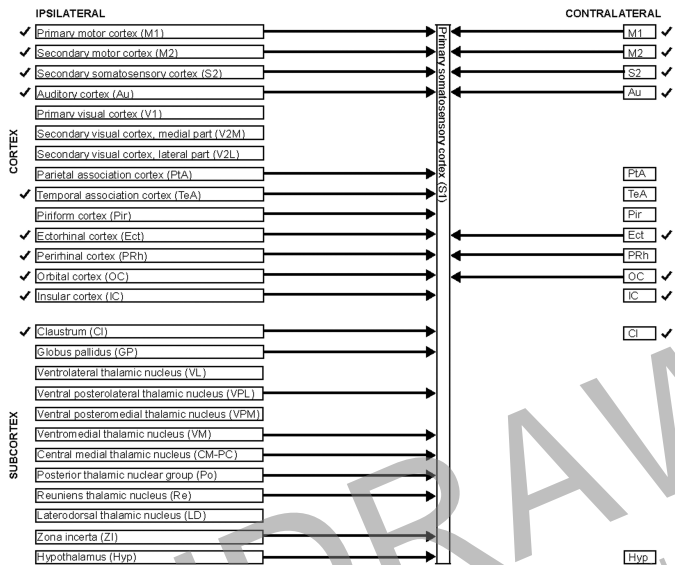 IPSILATERAL
CONTRALATERAL
CORTEX
Primary motor cortex (M1)
M1
Secondary motor cortex (M2)
M2
Secondary somatosensory cortex (S2)
S2
Auditory cortex (Au)
Au
Primary visual cortex (V1)
Secondary visual cortex, medial part (V2M)
Secondary visual cortex, lateral part (V2L)
Parietal association cortex (PtA)
PtA
Temporal association cortex (TeA)
TeA
Piriform cortex (Pir)
Pir
Ectorhinal cortex (Ect)
Ect
Perirhinal cortex (PRh)
PRh
Orbital cortex (OC)
OC
Insular cortex (IC)
IC
Primary somatosensory cortex (S1)
SUBCORTEX
Claustrum (Cl)
Cl
Globus pallidus (GP)
Ventrolateral thalamic nucleus (VL)
Ventral posterolateral thalamic nucleus (VPL)
Ventral posteromedial thalamic nucleus (VPM)
Ventromedial thalamic nucleus (VM)
Central medial thalamic nucleus (CM-PC)
Posterior thalamic nuclear group (Po)
Reuniens thalamic nucleus (Re)
Laterodorsal thalamic nucleus (LD)
Zona incerta (ZI)
Hypothalamus (Hyp)
Hyp